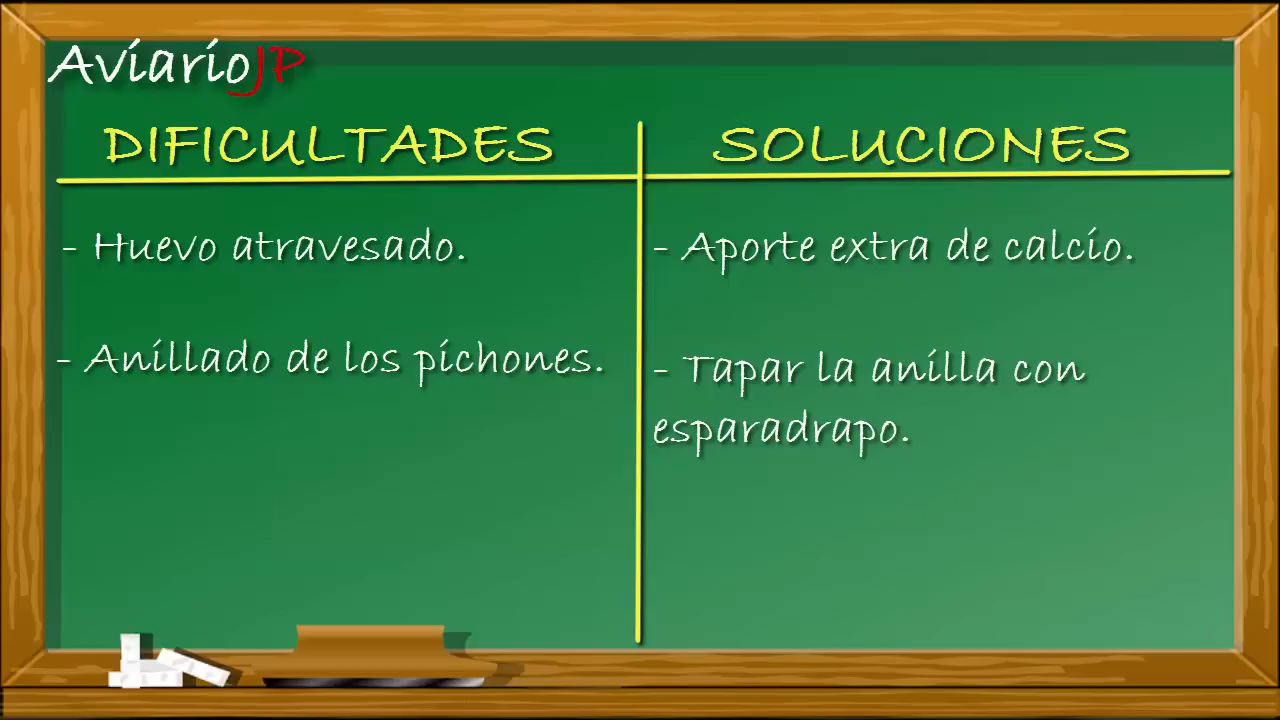 AviarioJP
DIFICULTADES
SOLUCIONES
- Huevo atravesado.
- Aporte extra de calcio.
- Anillado de los pichones.
- Tapar la anilla con
esparadrapo.